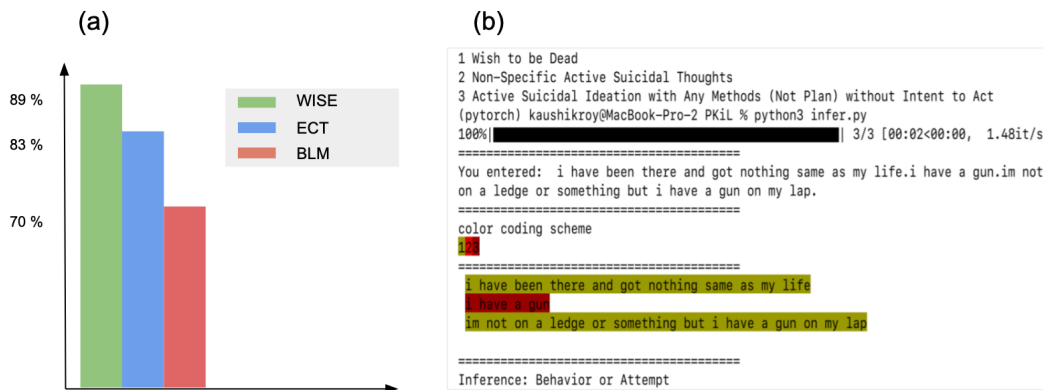 (a)
89 %
83 %
70 %
WISE
ECT
BLM
(b)
1 Wish to be Dead
2 Non-Specific Active Suicidal Thoughts
3 Active Suicidal Ideation with Any Methods (Not Plan) without Intent to Act
(pytorch) kaushikroy@MacBook-Pro-2 PKiL % python3 infer.py
100%| | 3/3 [00:02<00:00, 1.48it/s
========================================
You entered:  i have been there and got nothing same as my life.i have a gun.im not
on a ledge or something but i have a gun on my lap.
========================================
color coding scheme
123
========================================
i have been there and got nothing same as my life
i have a gun
im not on a ledge or something but i have a gun on my lap
========================================
Inference: Behavior or Attempt